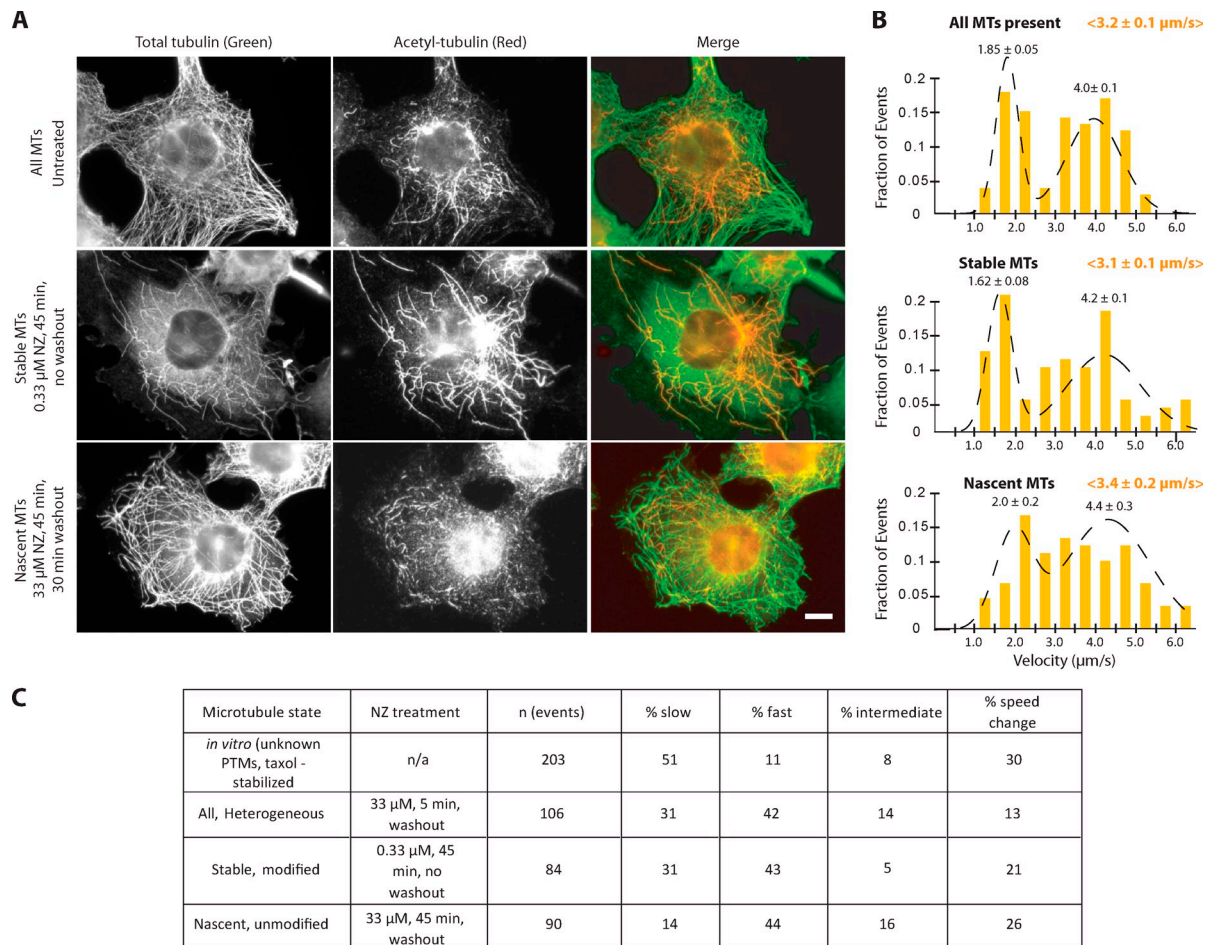 A
Total tubulin (Green)
Acetyl-tubulin (Red)
Merge
All MTs
Untreated
Stable MTs
0.33 µM NZ, 45 min,
no washout
Nascent MTs
33 µM NZ, 45 min,
30 min washout
B
All MTs present
<3.2 ± 0.1 µm/s>
1.85 ± 0.05
4.0± 0.1
Fraction of Events
0.2
0.15
0.1
0.05
0
1.0 2.0 3.0 4.0 5.0 6.0
Stable MTs
<3.1 ± 0.1 µm/s>
1.62 ± 0.08
4.2 ± 0.1
Fraction of Events
0.2
0.15
0.1
0.05
0
1.0 2.0 3.0 4.0 5.0 6.0
Nascent MTs
<3.4 ± 0.2 µm/s>
2.0 ± 0.2
4.4 ± 0.3
Fraction of Events
0.2
0.15
0.1
0.05
0
1.0 2.0 3.0 4.0 5.0 6.0
Velocity (µm/s)
C
Microtubule state
NZ treatment
n (events)
% slow
% fast
% intermediate
% speed
change
in vitro (unknown
PTMs, taxol -
stabilized
n/a
203
51
11
8
30
All, Heterogeneous
33 µM, 5 min,
washout
106
31
42
14
13
Stable, modified
0.33 µM, 45
min, no
washout
84
31
43
5
21
Nascent, unmodified
33 µM, 45 min,
washout
90
14
44
16
26